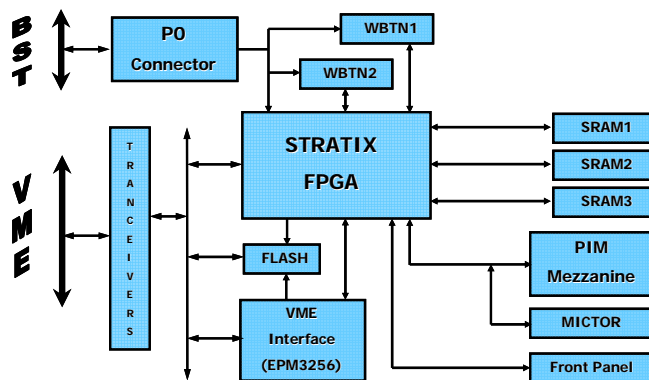 BST
P0
Connector
WBTN1
WBTN2
STRATIX
FPGA
SRAM1
SRAM2
SRAM3
VME
TRANCEIVERS
FLASH
PIM
Mezzanine
VME
Interface
(EPM3256)
MICTOR
Front Panel